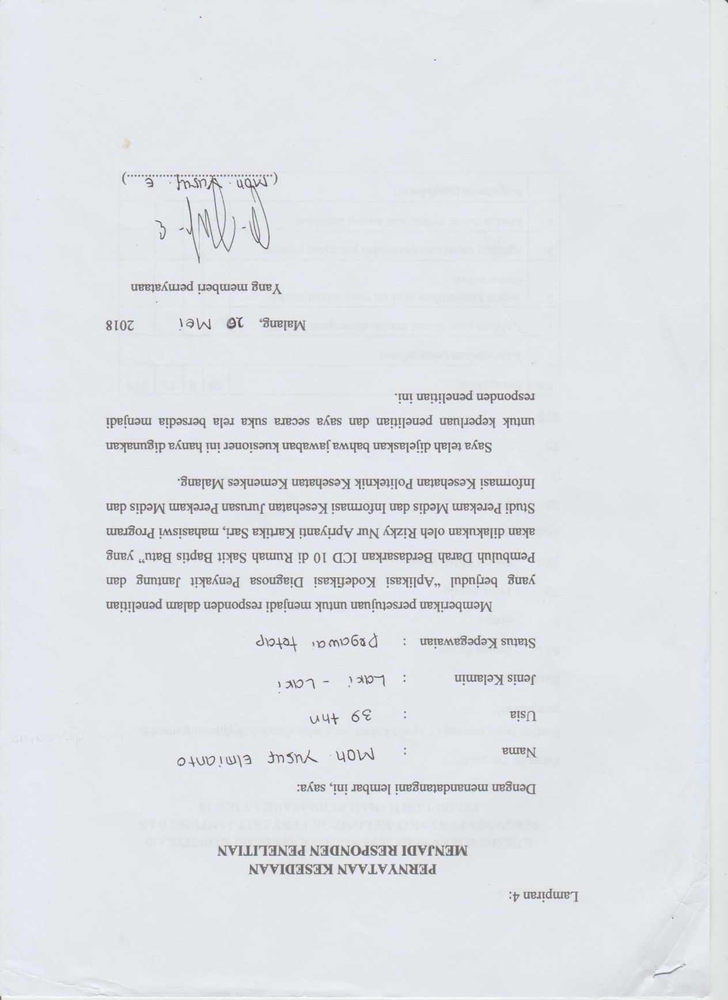 Lampiran 4:
PERNYATAAN KESEDIAAN
MENJADI RESPONDEN PENELITIAN
Dengan menandatangani lembar ini, saya:
Nama : Moh. Yusuf Elmianto
Usia : 39 thn
Jenis Kelamin : Laki - Laki
Status Kepegawaian : Pegawai tetap
Memberikan persetujuan untuk menjadi responden dalam penelitian
yang berjudul “Aplikasi Kodefikasi Diagnosa Penyakit Jantung dan
Pembuluh Darah Berdasarkan ICD 10 di Rumah Sakit Baptis Batu” yang
akan dilakukan oleh Rizky Nur Apriyanti Kartika Sari, mahasiswi Program
Studi Perekam Medis dan Informasi Kesehatan Jurusan Perekam Medis dan
Informasi Kesehatan Politeknik Kesehatan Kemenkes Malang.
Saya telah dijelaskan bahwa jawaban kuesioner ini hanya digunakan
untuk keperluan penelitian dan saya secara suka rela bersedia menjadi
responden penelitian ini.
Malang, Mei 2018
Yang memberi pernyataan
(Moh. Yusuf. E)